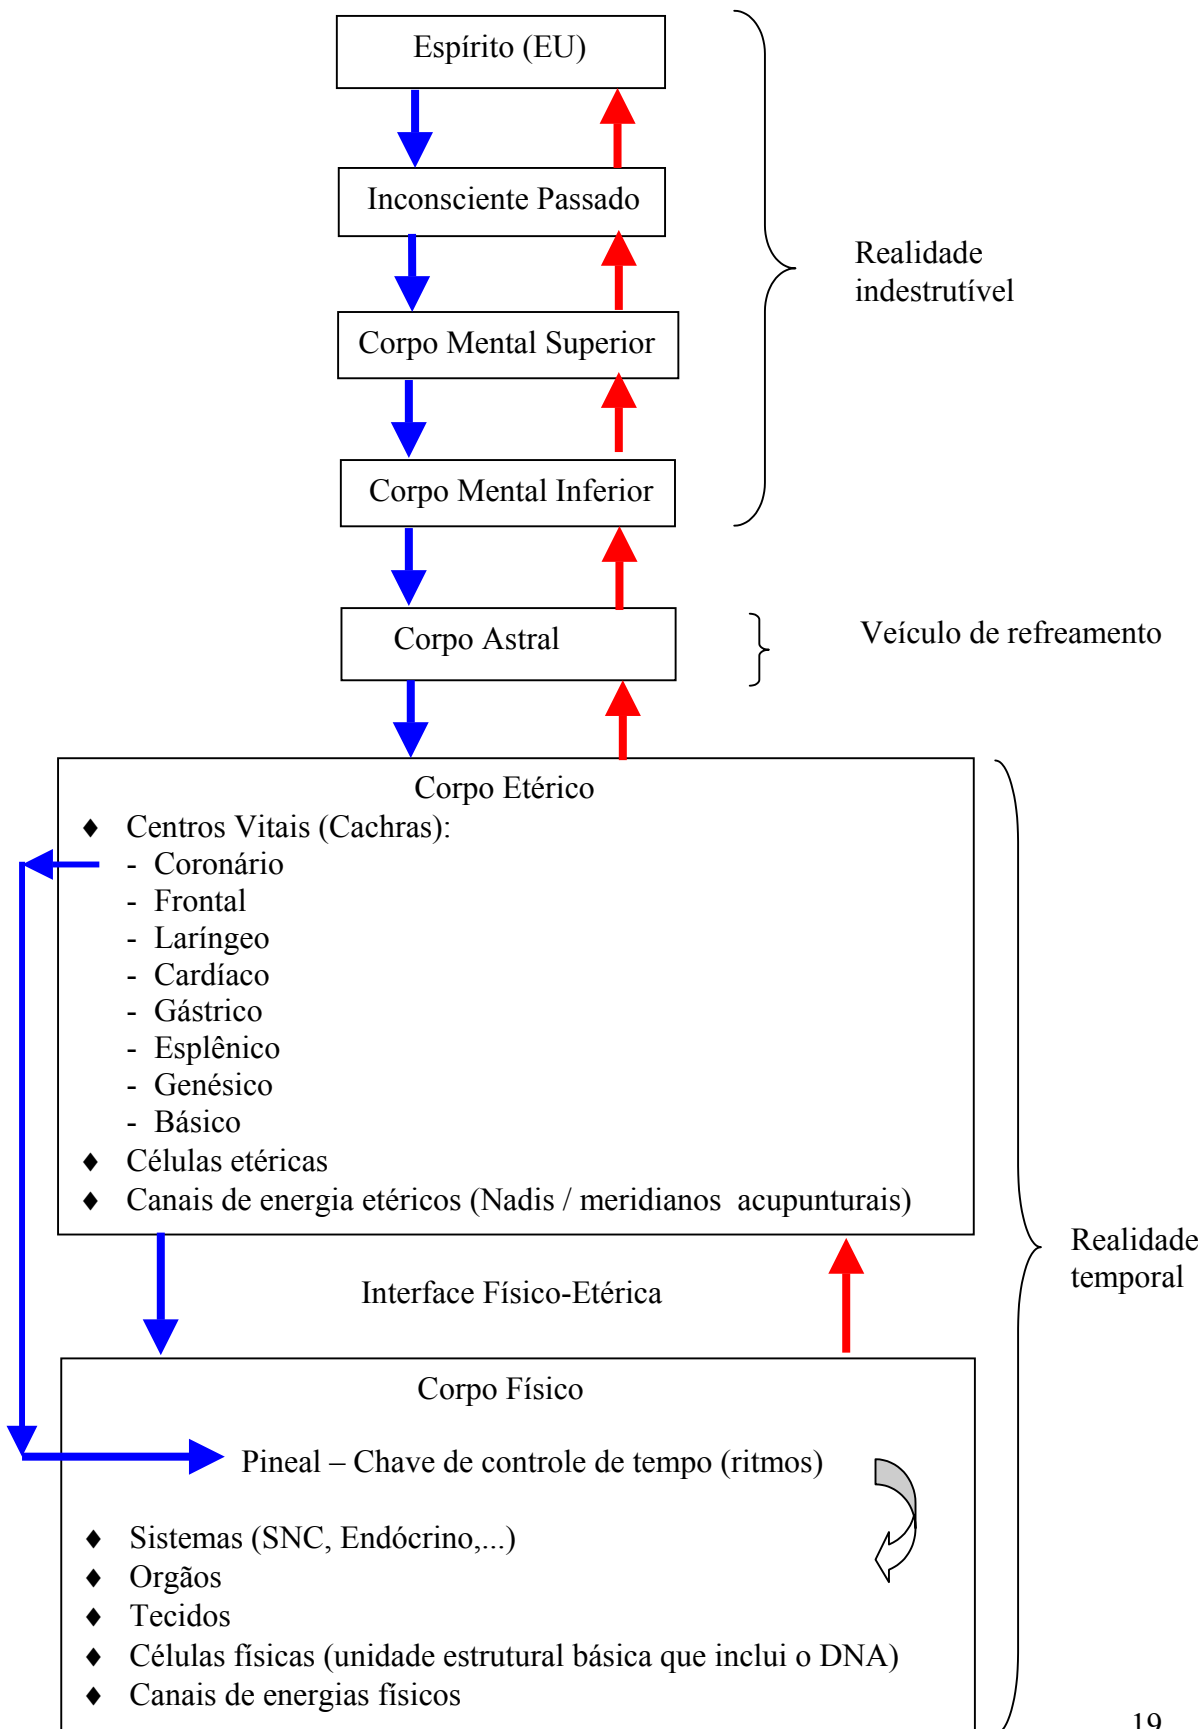 Espírito (EU)
Inconsciente Passado
Realidade
indestrutível
Corpo Mental Superior
Corpo Mental Inferior
Corpo Astral
Veículo de refreamento
Corpo Etérico
♦ Centros Vitais (Cachras):
- Coronário
- Frontal
- Laríngeo
- Cardíaco
- Gástrico
- Esplênico
- Genésico
- Básico
♦ Células etéricas
♦ Canais de energia etéricos (Nadis / meridianos acupunturais)
Realidade
temporal
Interface Físico-Etérica
Corpo Físico
Pineal – Chave de controle de tempo (ritmos)
♦ Sistemas (SNC, Endócrino,...)
♦ Orgãos
♦ Tecidos
♦ Células físicas (unidade estrutural básica que inclui o DNA)
♦ Canais de energias físicos
19